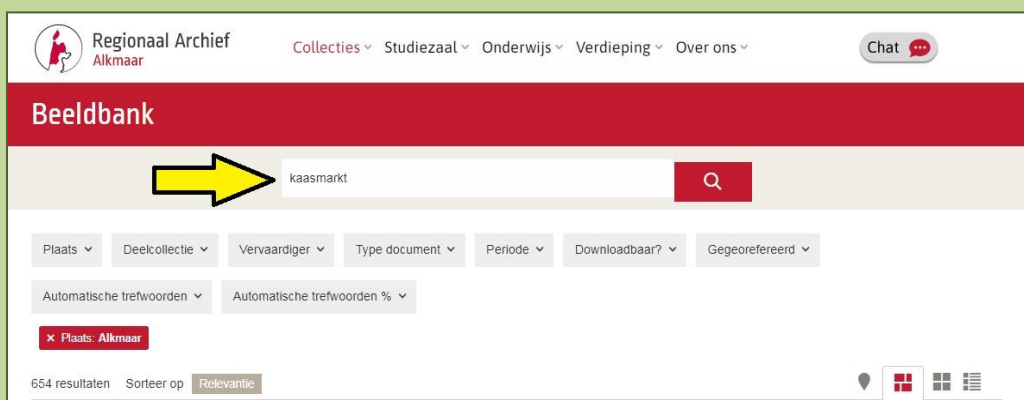 Regionaal Archief
Alkmaar
Collecties Studiezaal Onderwijs Verdieping Over ons
Chat
Beeldbank
kaasmarkt
Plaats Deelcollectie Vervaardiger Type document Periode Downloadbaar? Gegeorefereerd
Automatische trefwoorden Automatische trefwoorden %
× Plaats: Alkmaar
654 resultaten Sorteer op Relevantie